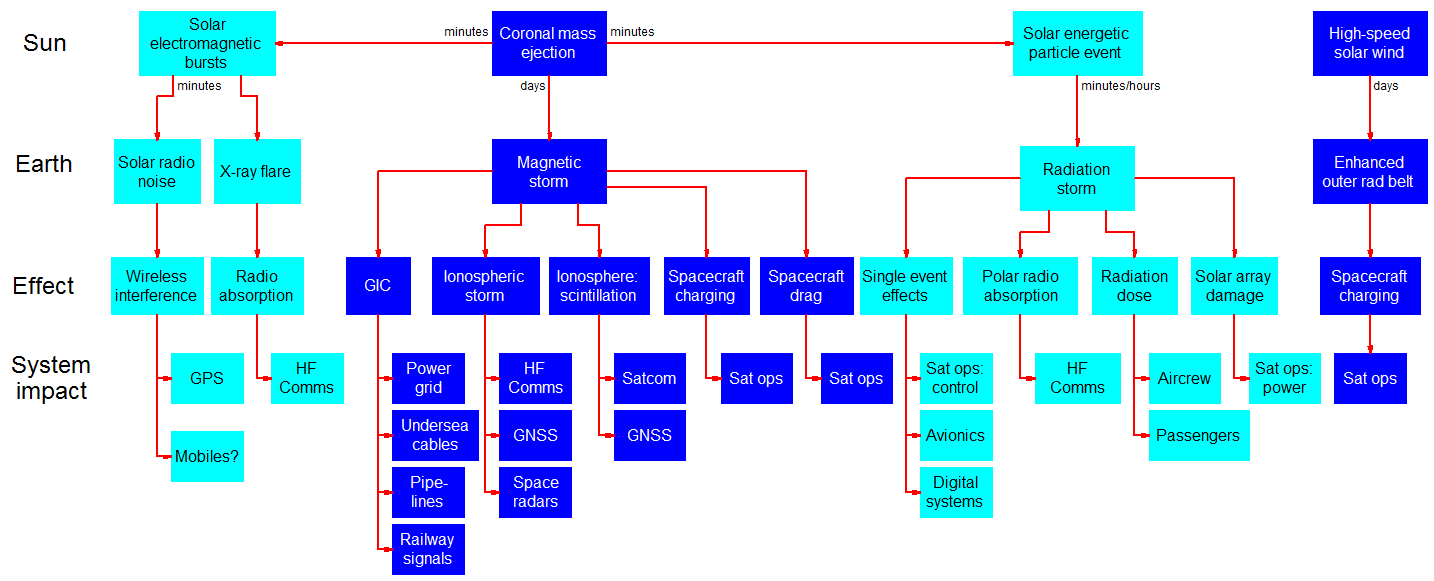 Sun
Solar
electromagnetic
bursts
minutes
Coronal mass
ejection
minutes
Solar energetic
particle event
High-speed
solar wind
minutes
days
minutes/hours
days
Earth
Solar radio
noise
X-ray flare
Magnetic
storm
Radiation
storm
Enhanced
outer rad belt
Effect
Wireless
interference
Radio
absorption
GIC
Ionospheric
storm
Ionosphere:
scintillation
Spacecraft
charging
Spacecraft
drag
Single event
effects
Polar radio
absorption
Radiation
dose
Solar array
damage
Spacecraft
charging
System
impact
GPS
HF
Comms
Power
grid
HF
Comms
Satcom
Sat ops
Sat ops
Sat ops:
control
HF
Comms
Aircrew
Sat ops:
power
Sat ops
Mobiles?
Undersea
cables
GNSS
GNSS
Avionics
Passengers
Pipe-
lines
Space
radars
Digital
systems
Railway
signals